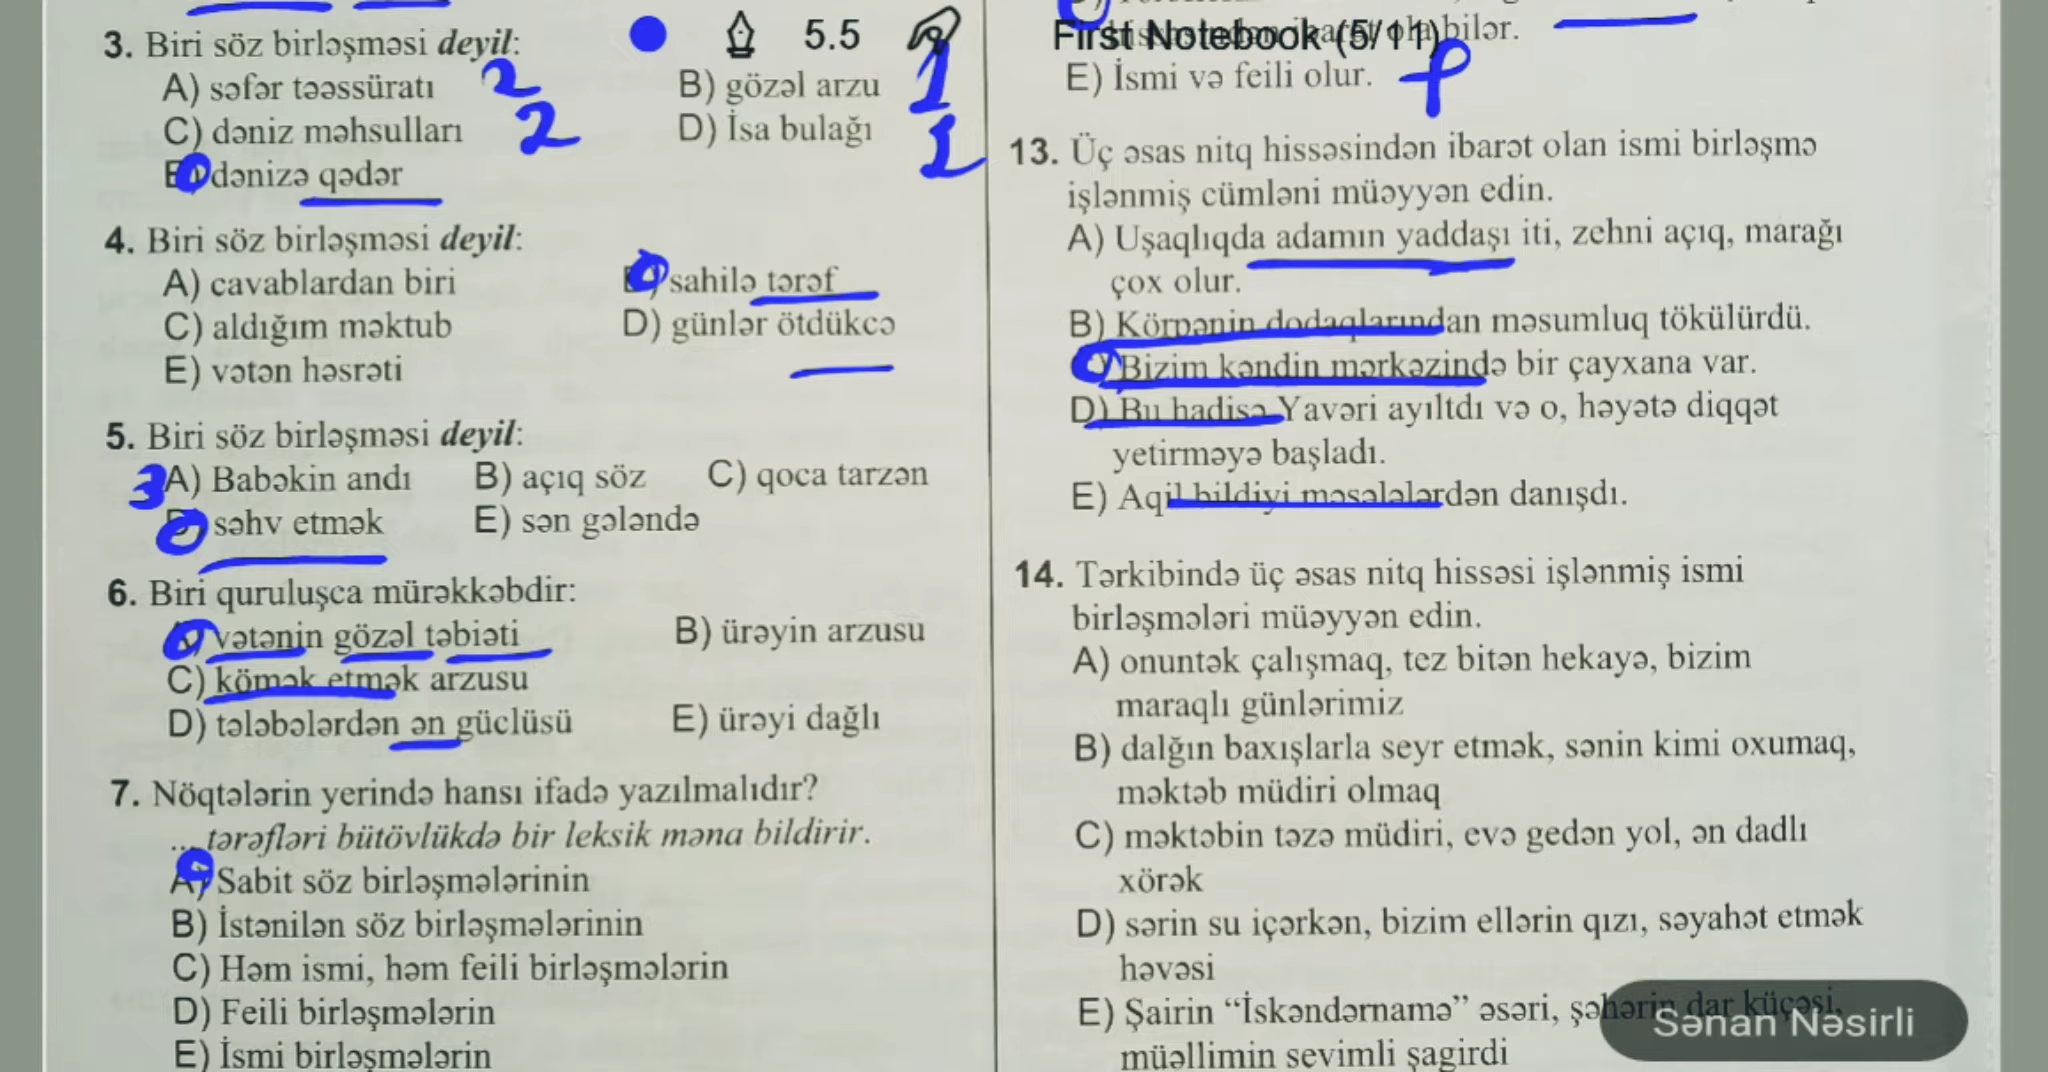 3. Biri söz birləşməsi deyil:
A) səfər təəssüratı
B) gözəl arzu
C) dəniz məhsulları
D) İsa bulağı
dənizə qədər
4. Biri söz birləşməsi deyil:
A) cavablardan biri
sahilə tərəf
C) aldığım məktub
D) günlər ötdükcə
E) vətən həsrəti
5. Biri söz birləşməsi deyil:
A) Babəkin andı B) açıq söz C) qoca tarzən
səhv etmək E) sən gələndə
6. Biri quruluşca mürəkkəbdir:
vətənin gözəl təbiəti B) ürəyin arzusu
C) kömək etmək arzusu
D) tələbələrdən ən güclüsü E) ürəyi dağlı
7. Nöqtələrin yerində hansı ifadə yazılmalıdır?
... tərəfləri bütövlükdə bir leksik məna bildirir.
A) Sabit söz birləşmələrinin
B) İstənilən söz birləşmələrinin
C) Həm ismi, həm feili birləşmələrin
D) Feili birləşmələrin
E) İsmi birləşmələrin
5.5
First Notebook (5/11)
bilər.
E) İsmi və feili olur.
13. Üç əsas nitq hissəsindən ibarət olan ismi birləşmə
işlənmiş cümləni müəyyən edin.
A) Uşaqlıqda adamın yaddaşı iti, zehni açıq, marağı
çox olur.
B) Körpənin dodaqlarından məsumluq tökülürdü.
Bizim kəndin mərkəzində bir çayxana var.
D) Bu hadisə Yavəri ayıltdı və o, həyətə diqqət
yetirməyə başladı.
E) Aqil bildiyi məsələlərdən danışdı.
14. Tərkibində üç əsas nitq hissəsi işlənmiş ismi
birləşmələri müəyyən edin.
A) onuntək çalışmaq, tez bitən hekayə, bizim
maraqlı günlərimiz
B) dalğın baxışlarla seyr etmək, sənin kimi oxumaq,
məktəb müdiri olmaq
C) məktəbin təzə müdiri, evə gedən yol, ən dadlı
xörək
D) sərin su içərkən, bizim ellərin qızı, səyahət etmək
həvəsi
E) Şairin “İskəndərnamə” əsəri, şəhərin dar küçəsi,
müəllimin sevimli şagirdi
Sənan Nəsirli